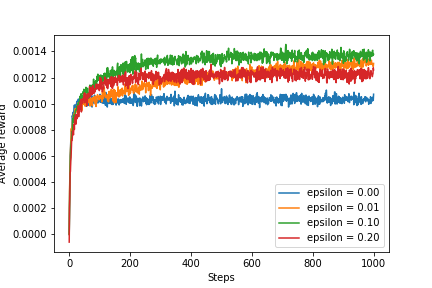 0.0014
0.0012
0.0010
0.0008
0.0006
0.0004
0.0002
0.0000
Average reward
0
200
400
600
800
1000
Steps
epsilon = 0.00
epsilon = 0.01
epsilon = 0.10
epsilon = 0.20